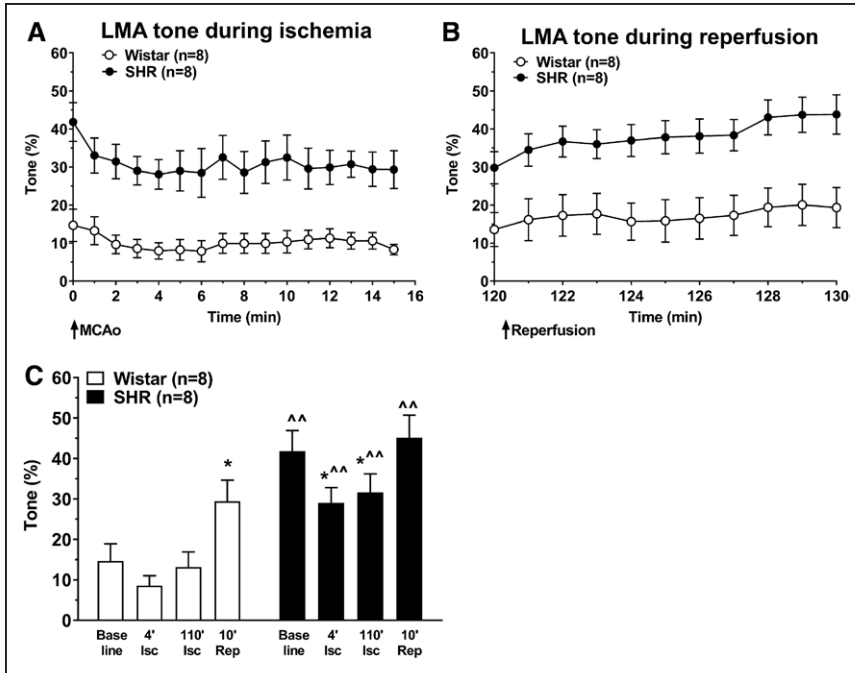 A
LMA tone during ischemia
Wistar (n=8)
SHR (n=8)
60
50
40
30
20
10
0
Tone (%)
0 2 4 6 8 10 12 14 16
Time (min)
MCAo
B
LMA tone during reperfusion
Wistar (n=8)
SHR (n=8)
60
50
40
30
20
10
0
Tone (%)
120 122 124 126 128 130
Time (min)
Reperfusion
C
Wistar (n=8)
SHR (n=8)
60
50
40
30
20
10
0
Tone (%)
*
^^
*^^
*^^
^^
Base 4' 110' 10' Base 4' 110' 10'
line Isc Isc Rep line Isc Isc Rep